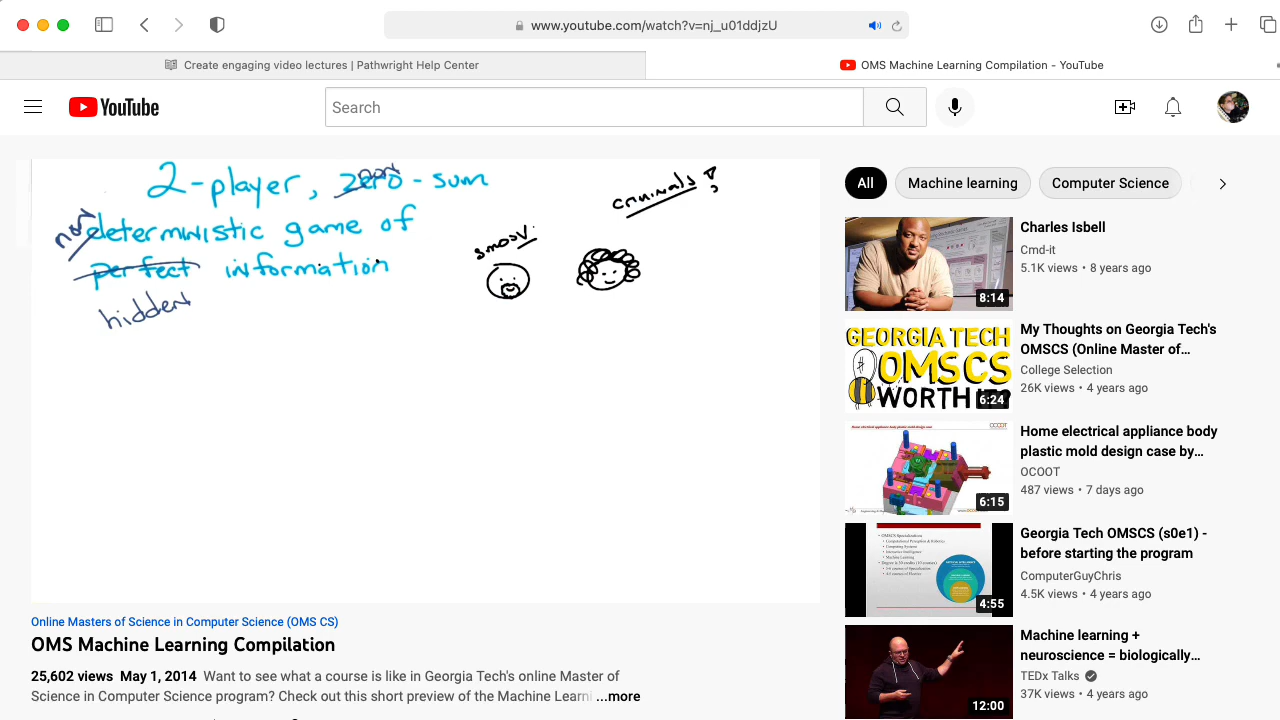 www.youtube.com/watch?v=nj_u01ddjzU
Create engaging video lectures | Pathwright Help Center
OMS Machine Learning Compilation - YouTube
YouTube
Search
2-player, zero-sum
non
criminals?
non
deterministic game of
smoov.
perfect information
hidden
Online Masters of Science in Computer Science (OMS CS)
OMS Machine Learning Compilation
25,602 views May 1, 2014 Want to see what a course is like in Georgia Tech's online Master of
Science in Computer Science program? Check out this short preview of the Machine Learni ...more
All
Machine learning
Computer Science
Charles Isbell
Cmd-it
5.1K views • 8 years ago
8:14
GEORGIA TECH
OMSCS
WORTH IT?
6:24
My Thoughts on Georgia Tech's
OMSCS (Online Master of...
College Selection
26K views • 4 years ago
OCOOT
6:15
Home electrical appliance body
plastic mold design case by...
OCOOT
487 views • 7 days ago
• OMSCS Specializations
4:55
Georgia Tech OMSCS (s0e1) -
before starting the program
ComputerGuyChris
4.5K views • 4 years ago
12:00
Machine learning +
neuroscience = biologically...
TEDx Talks
37K views • 4 years ago